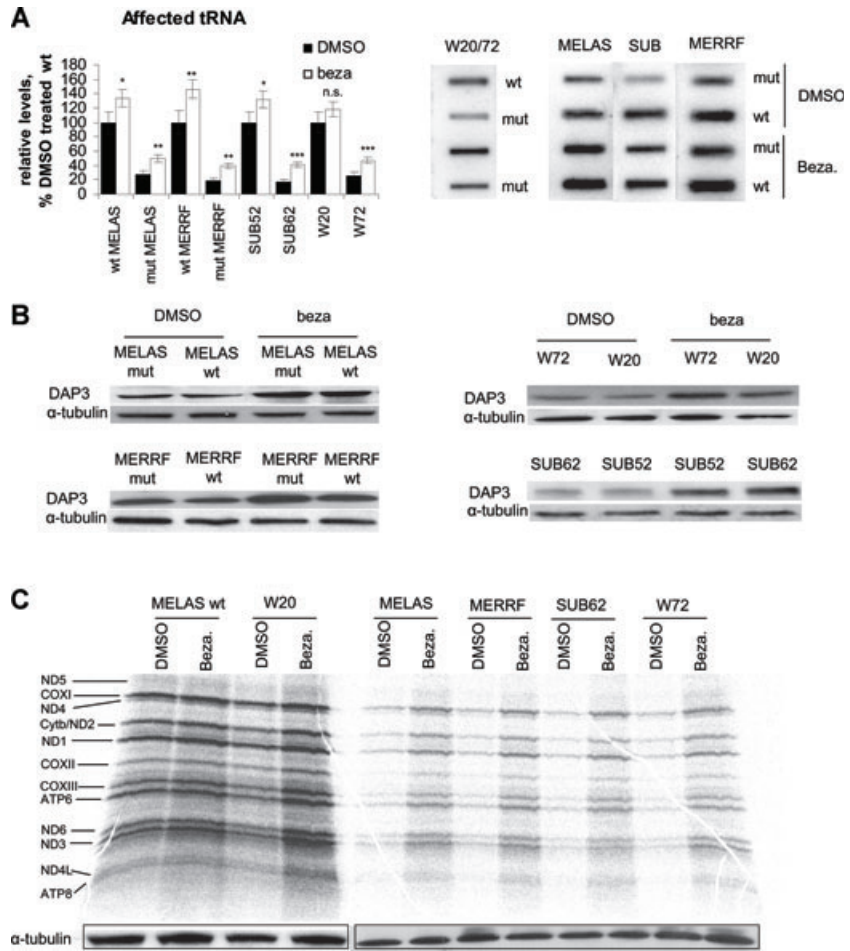 A
Affected tRNA
DMSO
beza
relative levels,
% DMSO treated wt
180
160
140
120
100
80
60
40
20
0
*
**
**
**
*
***
n.s.
***
wt MELAS
mut MELAS
wt MERRF
mut MERRF
SUB52
SUB62
W20
W72
W20/72
wt
mut
mut
MELAS SUB MERRF
mut
wt
mut
wt
DMSO
Beza.
B
DMSO beza
MELAS MELAS MELAS MELAS
mut wt mut wt
DAP3
α-tubulin
MERRF MERRF MERRF MERRF
mut wt mut wt
DAP3
α-tubulin
DMSO beza
W72 W20 W72 W20
DAP3
α-tubulin
SUB62 SUB52 SUB52 SUB62
DAP3
α-tubulin
C
MELAS wt W20 MELAS MERRF SUB62 W72
DMSO Beza. DMSO Beza. DMSO Beza. DMSO Beza. DMSO Beza. DMSO Beza.
ND5
COXI
ND4
Cytb/ND2
ND1
COXII
COXIII
ATP6
ND6
ND3
ND4L
ATP8
α-tubulin